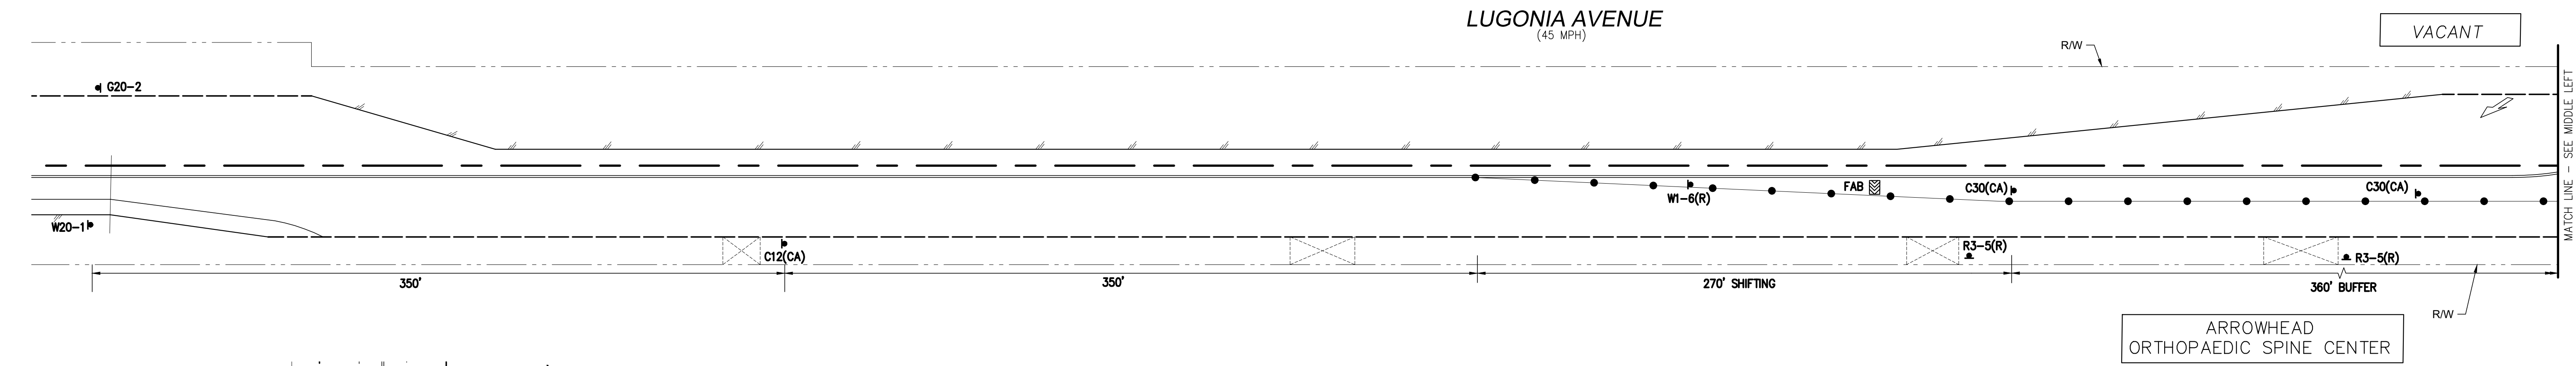 LUGONIA AVENUE
(45 MPH)
VACANT
R/W
G20-2
MATCH LINE - SEE MIDDLE LEFT
W1-6(R)
FAB
C30(CA)
C30(CA)
W20-1
C12(CA)
R3-5(R)
R3-5(R)
350'
350'
270' SHIFTING
360' BUFFER
R/W
ARROWHEAD
ORTHOPAEDIC SPINE CENTER